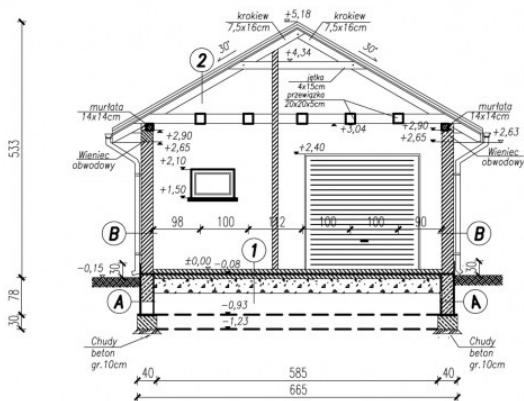 +5,18
krokiew
7,5x16cm
krokiew
7,5x16cm
30°
30°
+4,34
2
jętka
4x15cm
przewiązka
20x20x5cm
murłata
14x14cm
murłata
14x14cm
+2,90
+2,65
+3,04
+2,90
+2,65
+2,63
Wieniec
obwodowy
Wieniec
obwodowy
+2,10
+2,40
+1,50
533
98
100
112
100
100
90
B
B
±0,00
-0,08
1
-0,15
30
30
78
A
A
-0,93
-1,23
30
Chudy
beton
gr.10cm
Chudy
beton
gr.10cm
40
585
40
665